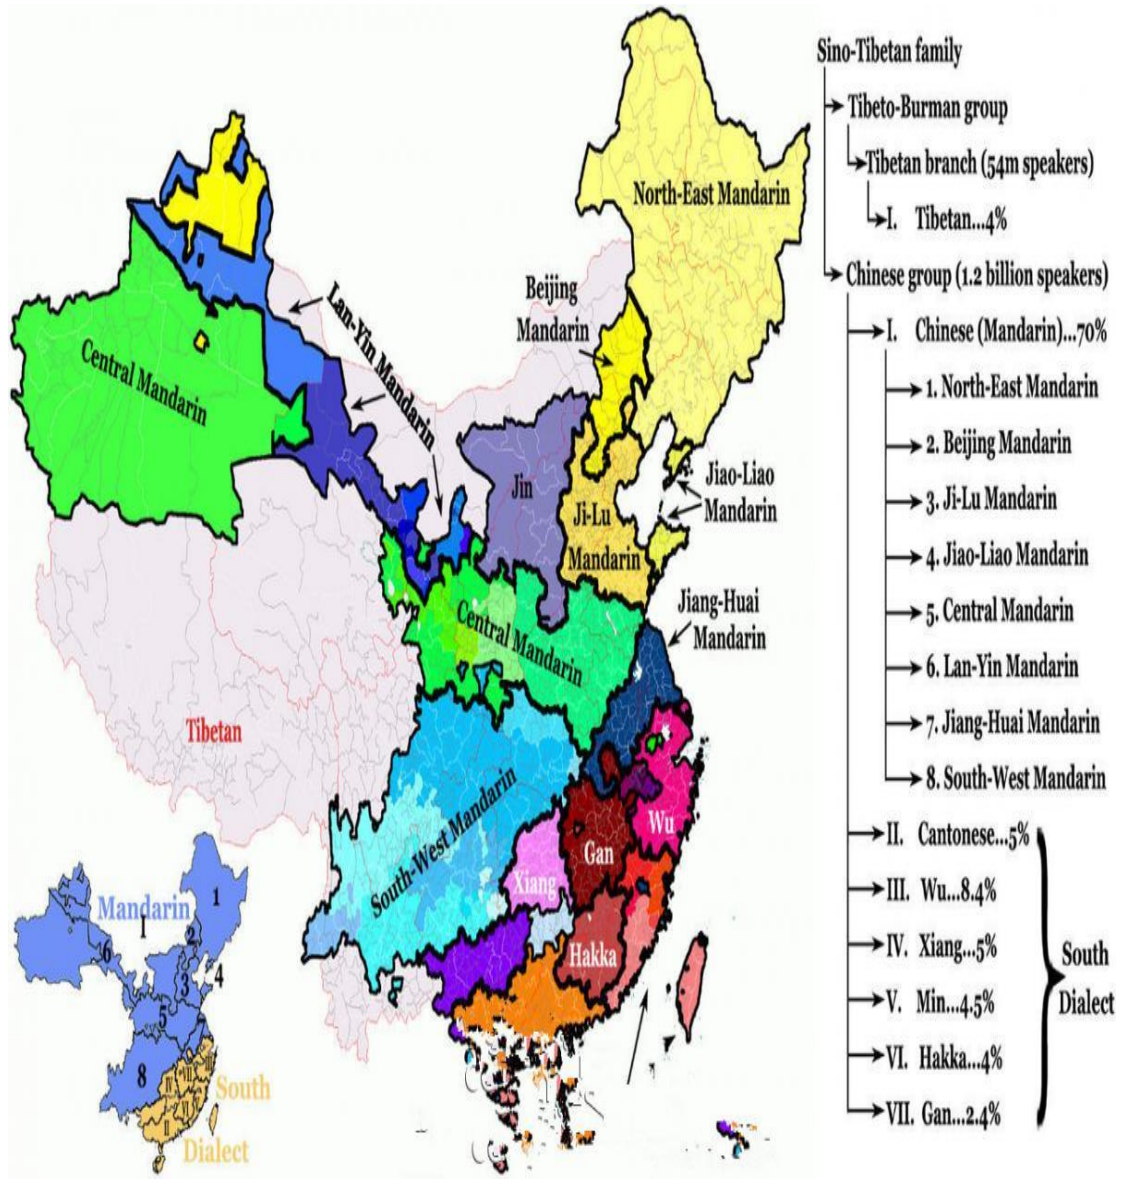 Sino-Tibetan family
Tibeto-Burman group
Tibetan branch (54m speakers)
I. Tibetan...4%
Chinese group (1.2 billion speakers)
I. Chinese (Mandarin)...70%
1. North-East Mandarin
2. Beijing Mandarin
3. Ji-Lu Mandarin
4. Jiao-Liao Mandarin
5. Central Mandarin
6. Lan-Yin Mandarin
7. Jiang-Huai Mandarin
8. South-West Mandarin
II. Cantonese...5%
III. Wu...8.4%
IV. Xiang...5%
V. Min...4.5%
VI. Hakka...4%
VII. Gan...2.4%
South
Dialect
North-East Mandarin
Beijing
Mandarin
Lan-Yin Mandarin
Central Mandarin
Jin
Jiao-Liao
Mandarin
Ji-Lu
Mandarin
Jiang-Huai
Mandarin
Central Mandarin
Tibetan
South-West Mandarin
Wu
Gan
Xiang
Hakka
Mandarin
1
1
2
6
3
4
5
8
IV
VII
VI
II
South
Dialect